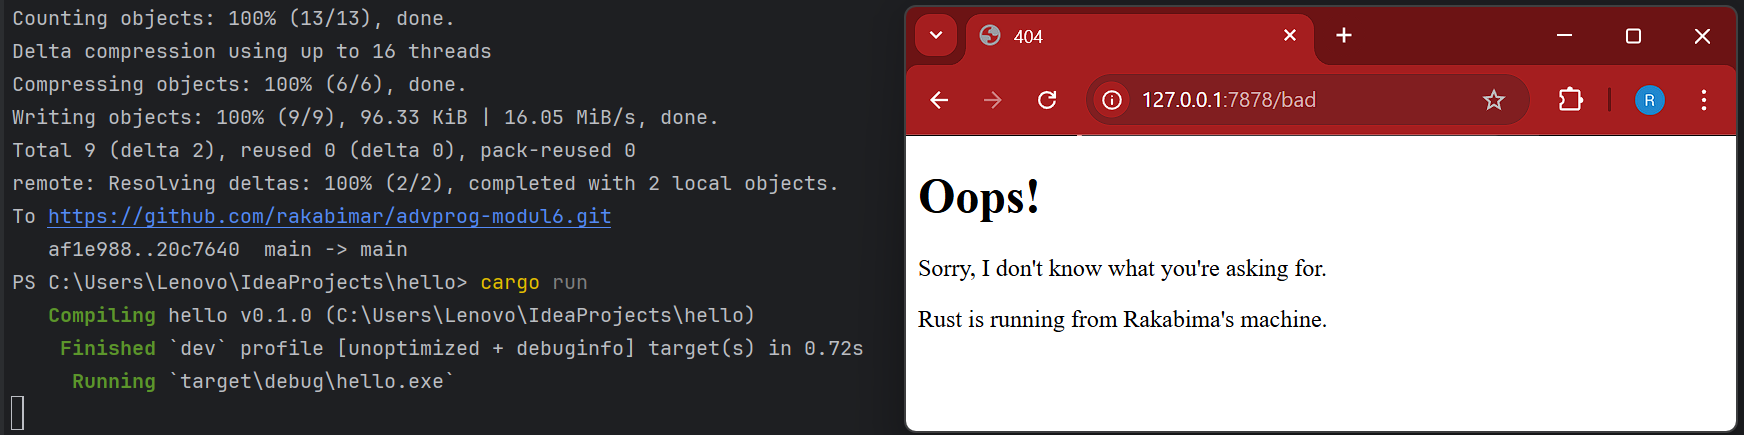 Counting objects: 100% (13/13), done.
Delta compression using up to 16 threads
Compressing objects: 100% (6/6), done.
Writing objects: 100% (9/9), 96.33 KiB | 16.05 MiB/s, done.
Total 9 (delta 2), reused 0 (delta 0), pack-reused 0
remote: Resolving deltas: 100% (2/2), completed with 2 local objects.
To https://github.com/rakabimar/advprog-modul6.git
   af1e988..20c7640  main -> main
PS C:\Users\Lenovo\IdeaProjects\hello> cargo run
   Compiling hello v0.1.0 (C:\Users\Lenovo\IdeaProjects\hello)
    Finished `dev` profile [unoptimized + debuginfo] target(s) in 0.72s
     Running `target\debug\hello.exe`
404
127.0.0.1:7878/bad
R
Oops!
Sorry, I don't know what you're asking for.
Rust is running from Rakabima's machine.